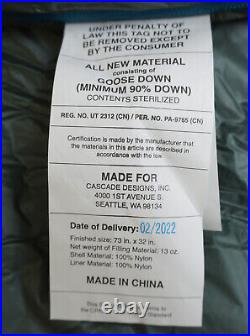 UNDER PENALTY OF
LAW THIS TAG NOT TO
BE REMOVED EXCEPT
BY THE CONSUMER
ALL NEW MATERIAL
consisting of
GOOSE DOWN
(MINIMUM 90% DOWN)
CONTENTS STERILIZED
REG. NO. UT 2312 (CN) / PER. NO. PA-9785 (CN)
Certification is made by the manufacturer that
the materials in this article are described in
accordance with the law.
MADE FOR
CASCADE DESIGNS, INC.
4000 1ST AVENUE S.
SEATTLE, WA 98134
Date of Delivery: 02/2022
Finished size: 73 in. x 32 in.
Net weight of Filling Material: 13 oz.
Shell Material: 100% Nylon
Liner Material: 100% Nylon
MADE IN CHINA